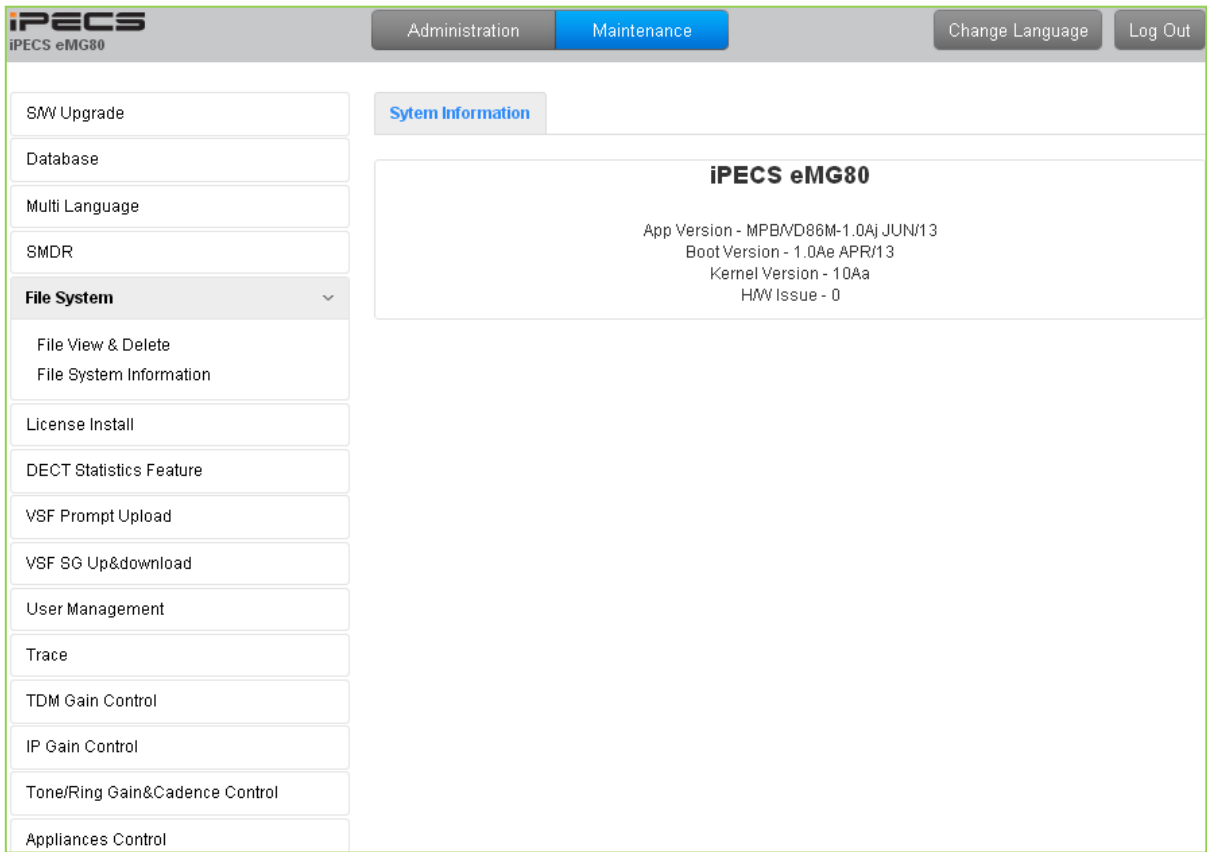 iPECS
iPECS eMG80
Administration
Maintenance
Change Language
Log Out
S/W Upgrade
Database
Multi Language
SMDR
File System
File View & Delete
File System Information
License Install
DECT Statistics Feature
VSF Prompt Upload
VSF SG Up&download
User Management
Trace
TDM Gain Control
IP Gain Control
Tone/Ring Gain&Cadence Control
Appliances Control
Sytem Information
iPECS eMG80
App Version - MPB/VD86M-1.0Aj JUN/13
Boot Version - 1.0Ae APR/13
Kernel Version - 10Aa
H/W Issue - 0